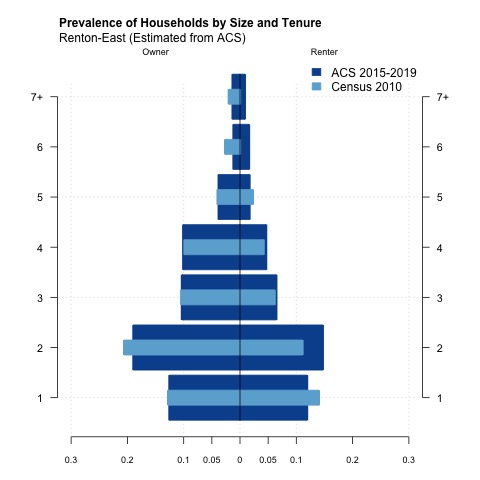 Prevalence of Households by Size and Tenure
Renton-East (Estimated from ACS)
Owner Renter
ACS 2015-2019
Census 2010
7+ 7+
6 6
5 5
4 4
3 3
2 2
1 1
0.3 0.2 0.1 0.05 0 0.05 0.1 0.2 0.3